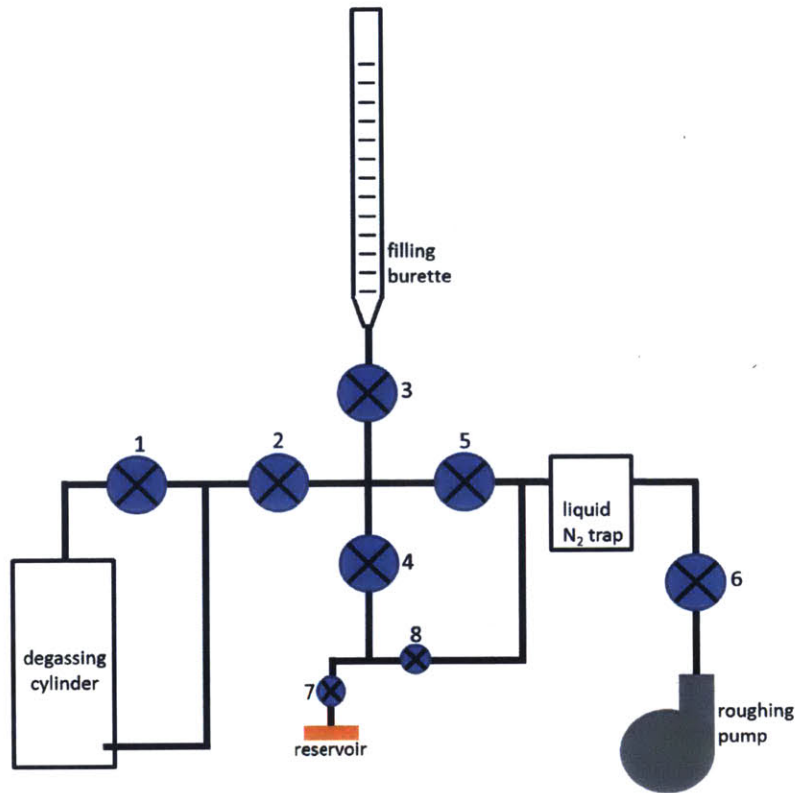 filling
burette
3
1
2
5
liquid
N₂ trap
4
6
degassing
cylinder
8
7
reservoir
roughing
pump